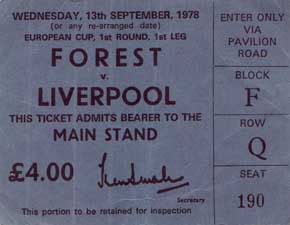 WEDNESDAY, 13th SEPTEMBER, 1978
(or any re-arranged date)
EUROPEAN CUP, 1st ROUND, 1st LEG
FOREST
v.
LIVERPOOL
THIS TICKET ADMITS BEARER TO THE
MAIN STAND
£4.00
Secretary
This portion to be retained for inspection
ENTER ONLY
VIA
PAVILION
ROAD
BLOCK
F
ROW
Q
SEAT
190